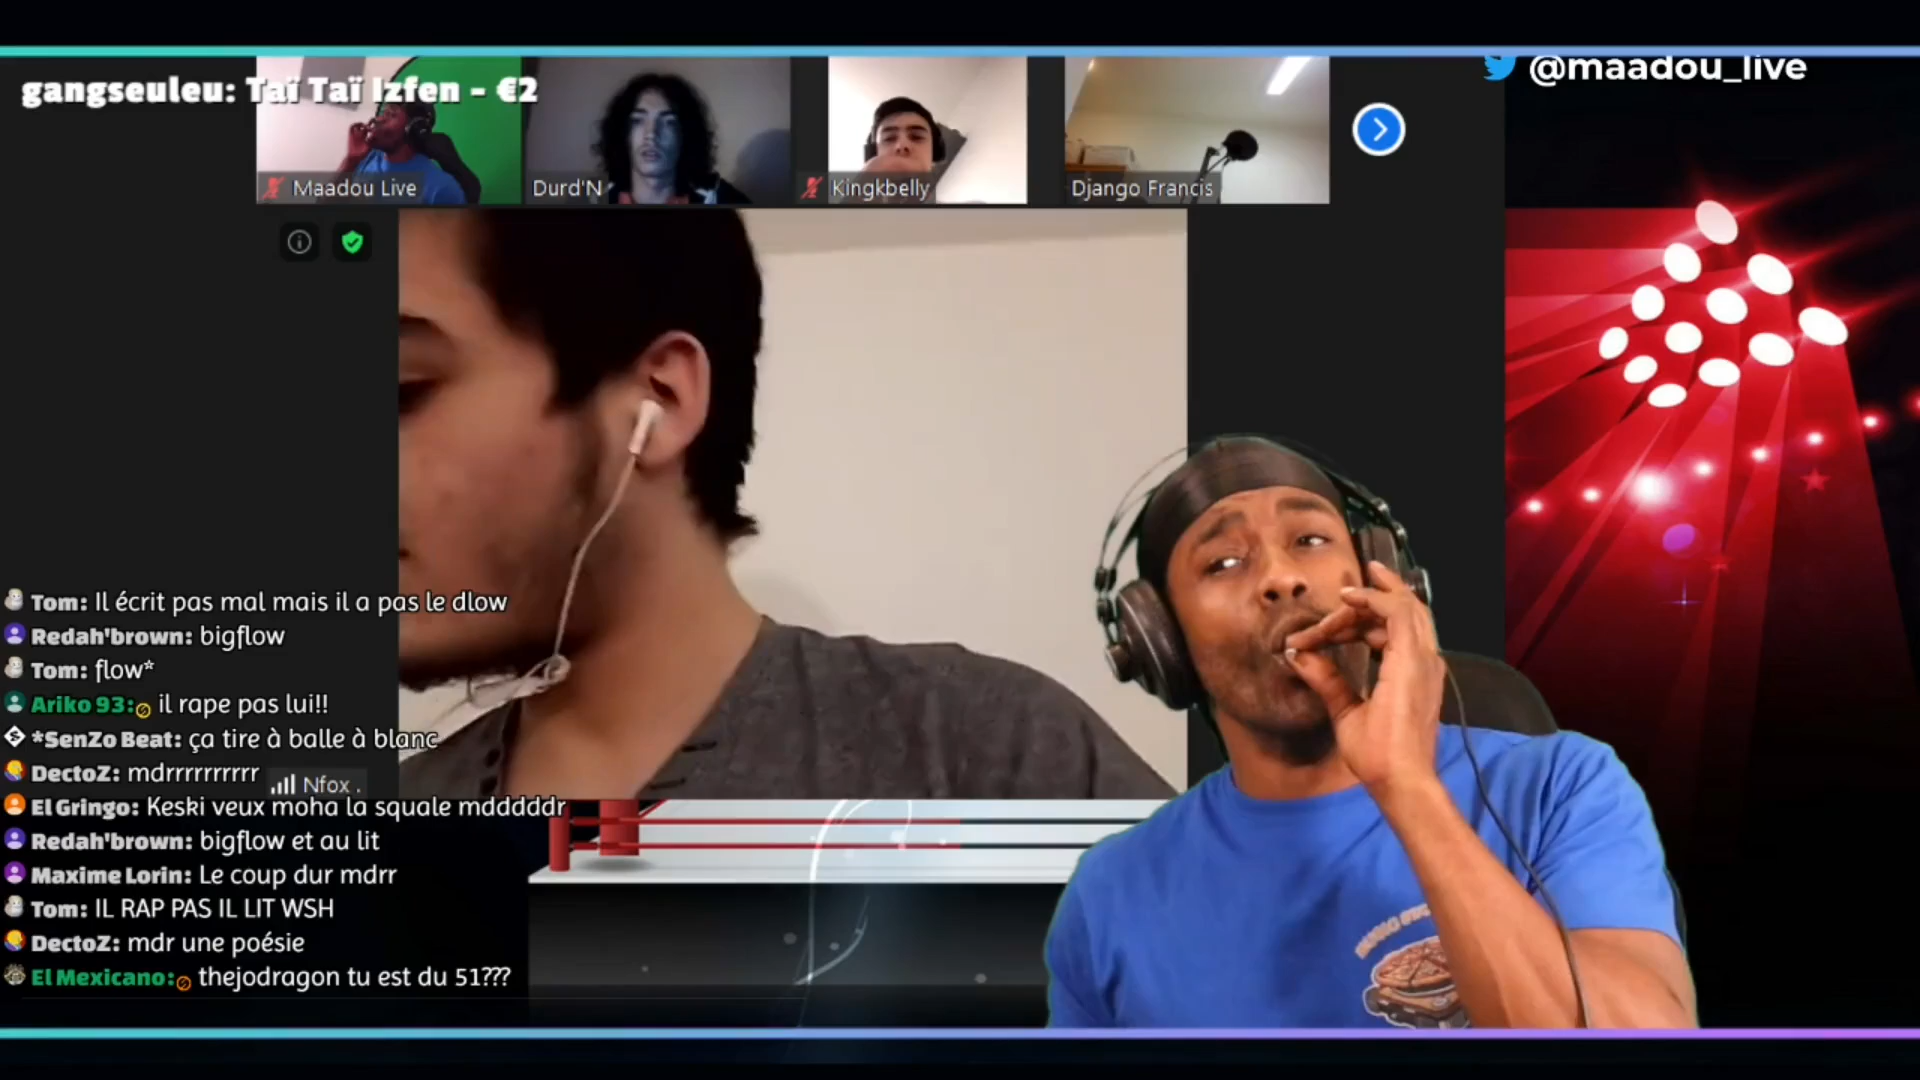 gangseuleu: Taï Taï Izfen - €2
@maadou_live
Maadou Live
Durd'N
Kingkbelly
Django Francis
Tom: Il écrit pas mal mais il a pas le dlow
Redah'brown: bigflow
Tom: flow*
Ariko 93: il rape pas lui!!
*SenZo Beat: ça tire à balle à blanc
DectoZ: mdrrrrrrrrrr
Nfox .
El Gringo: Keski veux moha la squale mdddddr
Redah'brown: bigflow et au lit
Maxime Lorin: Le coup dur mdrr
Tom: IL RAP PAS IL LIT WSH
DectoZ: mdr une poésie
El Mexicano: thejodragon tu est du 51???